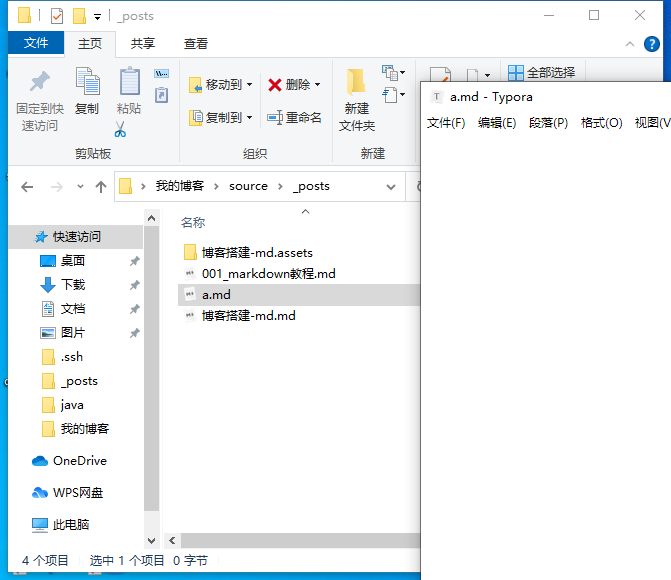 _posts
文件 主页 共享 查看
固定到快速访问
复制
粘贴
剪贴板
移动到
复制到
删除
重命名
组织
新建文件夹
新建
全部选择
我的博客 > source > _posts
快速访问
桌面
下载
文档
图片
.ssh
_posts
java
我的博客
OneDrive
WPS网盘
此电脑
名称
博客搭建-md.assets
001_markdown教程.md
a.md
博客搭建-md.md
4 个项目 选中 1 个项目 0 字节
a.md - Typora
文件(F) 编辑(E) 段落(P) 格式(O) 视图(V